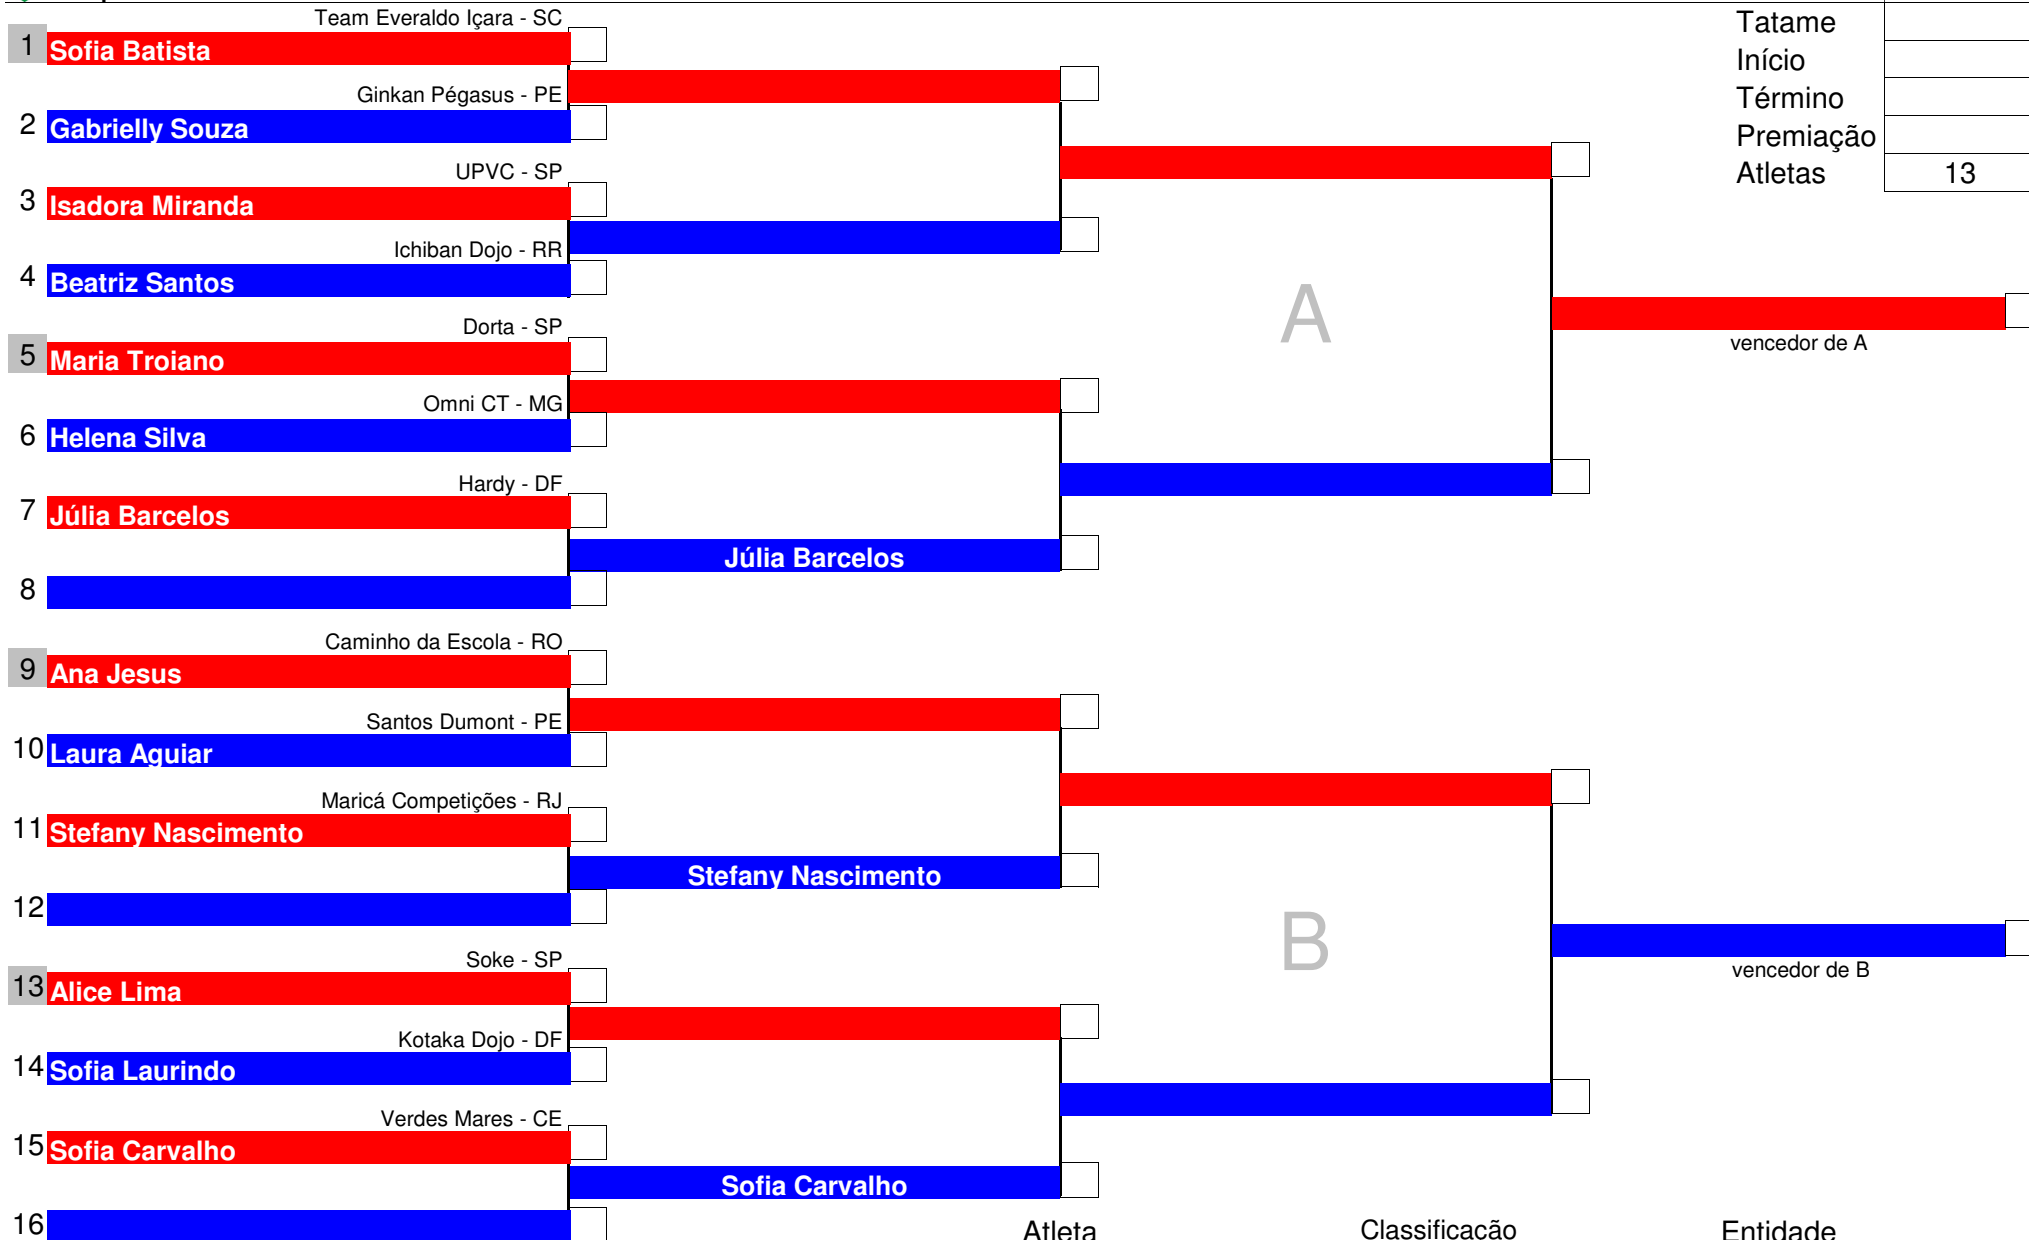 Team Everaldo Içara - SC
1 Sofia Batista
Ginkan Pégasus - PE
2 Gabrielly Souza
UPVC - SP
3 Isadora Miranda
Ichiban Dojo - RR
4 Beatriz Santos
Dorta - SP
5 Maria Troiano
Omni CT - MG
6 Helena Silva
Hardy - DF
7 Júlia Barcelos
Júlia Barcelos
8
Caminho da Escola - RO
9 Ana Jesus
Santos Dumont - PE
10 Laura Aguiar
Maricá Competições - RJ
11 Stefany Nascimento
Stefany Nascimento
12
Soke - SP
13 Alice Lima
Kotaka Dojo - DF
14 Sofia Laurindo
Verdes Mares - CE
15 Sofia Carvalho
Sofia Carvalho
16
A
vencedor de A
B
vencedor de B
Tatame
Início
Término
Premiação
Atletas 13
Atleta Classificação Entidade